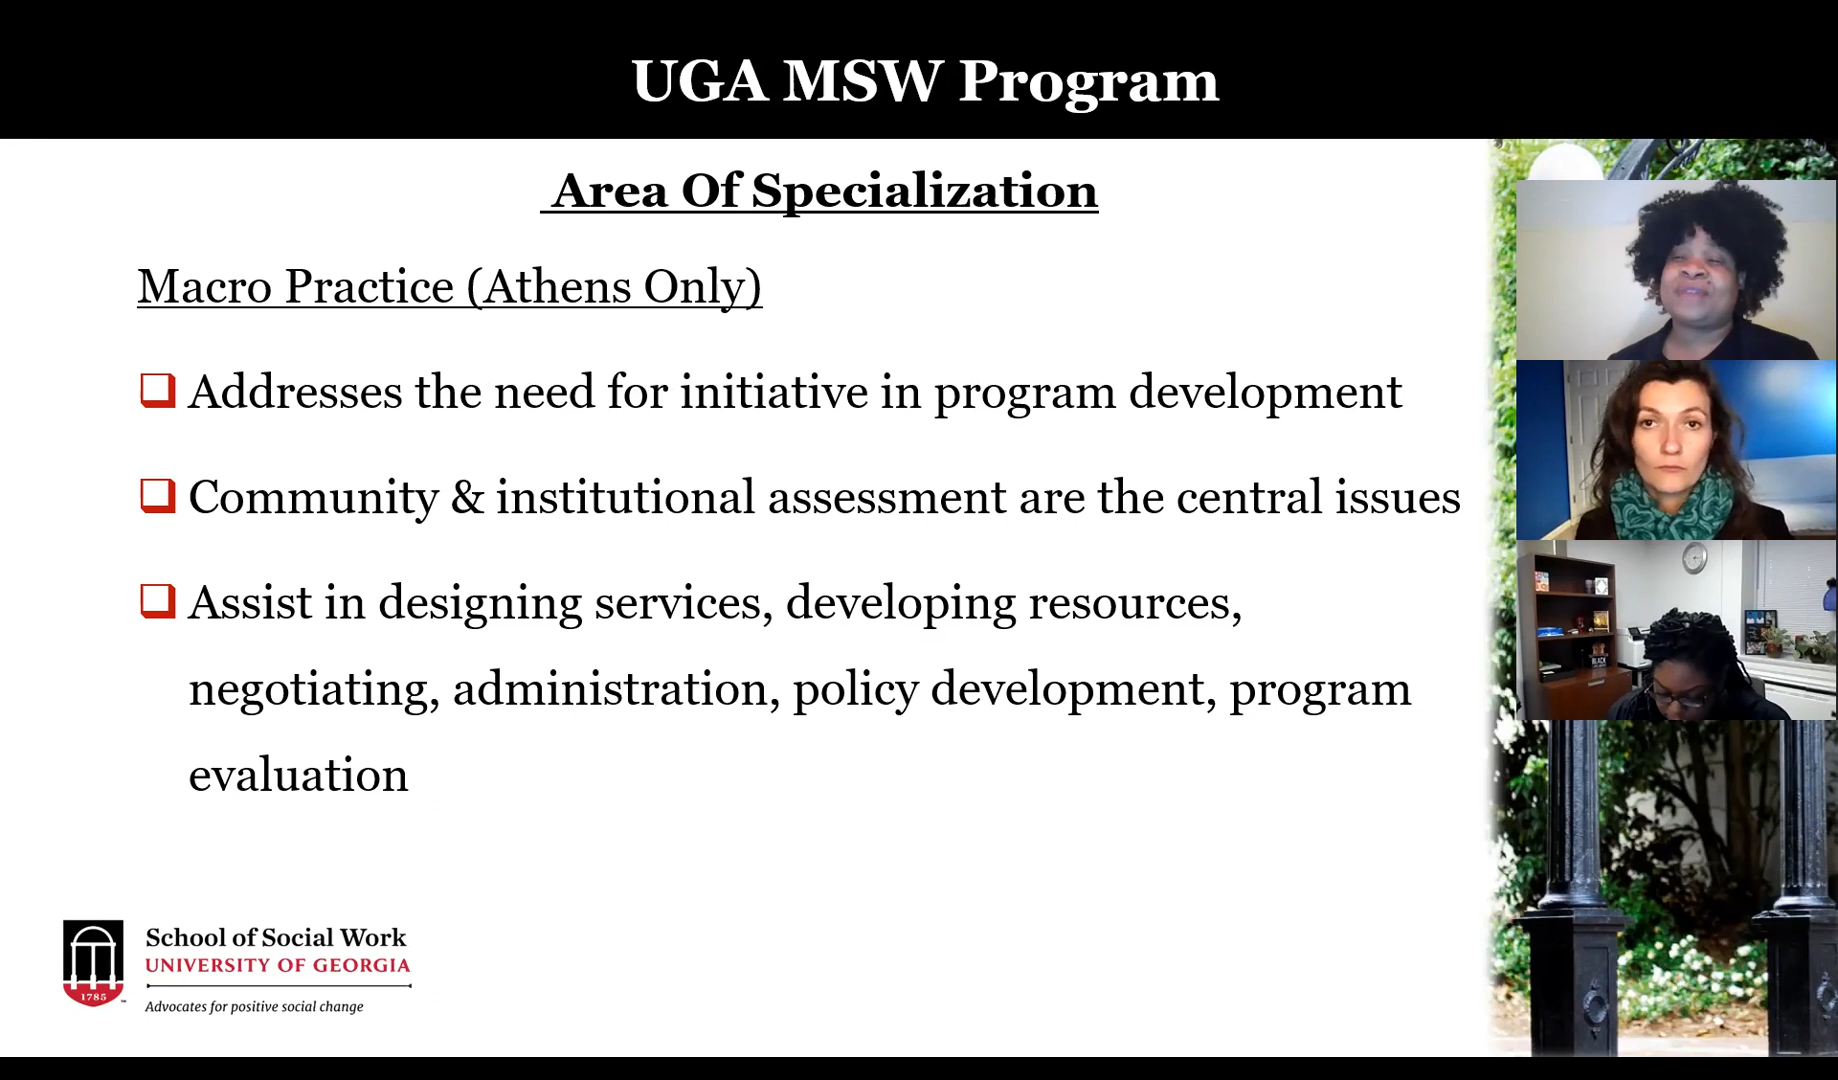 UGA MSW Program
Area Of Specialization
Macro Practice (Athens Only)
Addresses the need for initiative in program development
Community & institutional assessment are the central issues
Assist in designing services, developing resources,
negotiating, administration, policy development, program
evaluation
1785
School of Social Work
UNIVERSITY OF GEORGIA
Advocates for positive social change
BLACK